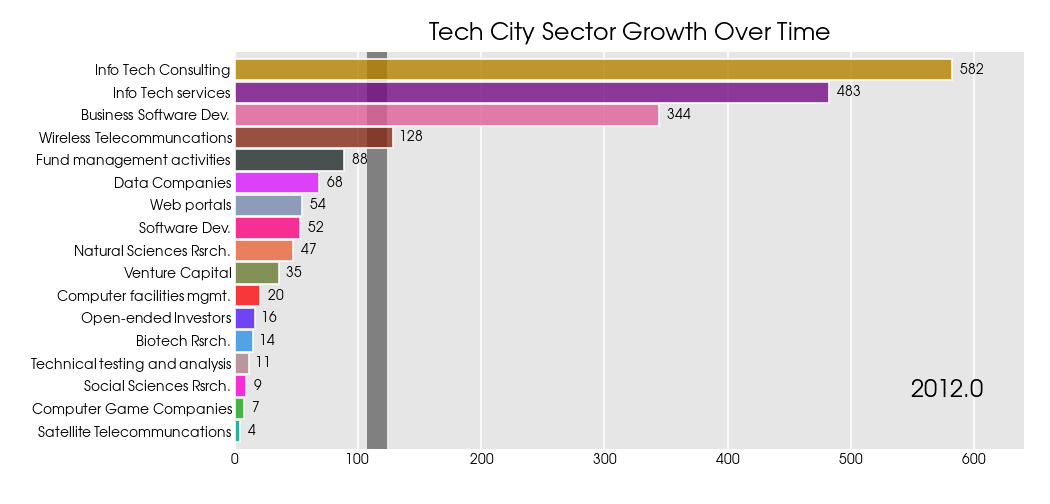 Tech City Sector Growth Over Time
Info Tech Consulting 582
Info Tech services 483
Business Software Dev. 344
Wireless Telecommuncations 128
Fund management activities 88
Data Companies 68
Web portals 54
Software Dev. 52
Natural Sciences Rsrch. 47
Venture Capital 35
Computer facilities mgmt. 20
Open-ended Investors 16
Biotech Rsrch. 14
Technical testing and analysis 11
Social Sciences Rsrch. 9
2012.0
Computer Game Companies 7
Satellite Telecommuncations 4
0 100 200 300 400 500 600